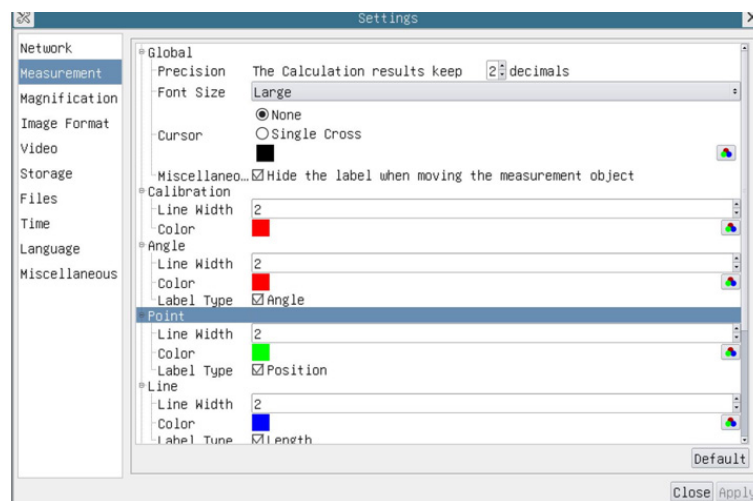 Settings
Network
Measurement
Magnification
Image Format
Video
Storage
Files
Time
Language
Miscellaneous
Global
Precision The Calculation results keep 2 decimals
Font Size Large
None
Cursor Single Cross
Miscellaneo... Hide the label when moving the measurement object
Calibration
Line Width 2
Color
Angle
Line Width 2
Color
Label Type Angle
Point
Line Width 2
Color
Label Type Position
Line
Line Width 2
Color
Label Type Length
Default
Close Apply